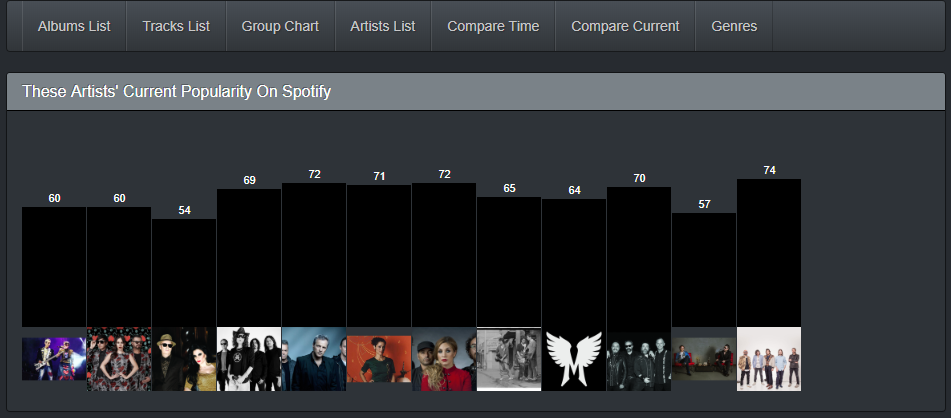 Albums List Tracks List Group Chart Artists List Compare Time Compare Current Genres
These Artists' Current Popularity On Spotify
60 60 54 69 72 71 72 65 64 70 57 74
M